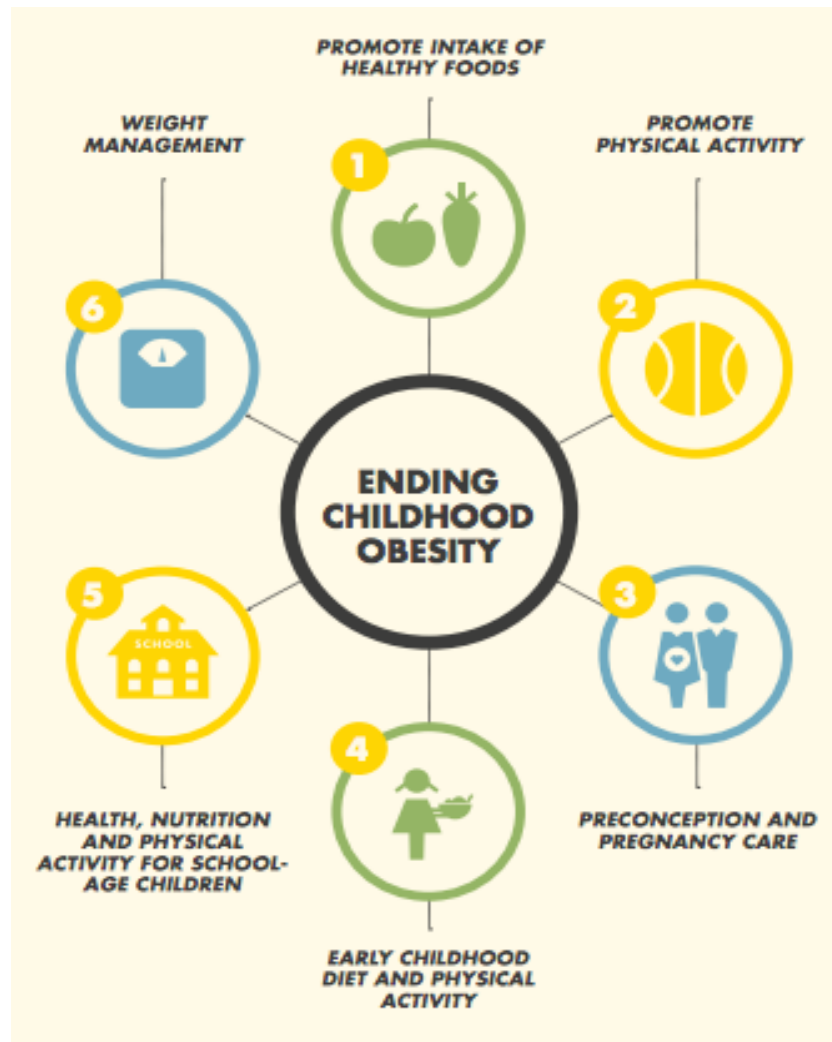 PROMOTE INTAKE OF
HEALTHY FOODS
1
PROMOTE
PHYSICAL ACTIVITY
2
PRECONCEPTION AND
PREGNANCY CARE
3
EARLY CHILDHOOD
DIET AND PHYSICAL
ACTIVITY
4
HEALTH, NUTRITION
AND PHYSICAL
ACTIVITY FOR SCHOOL-
AGE CHILDREN
5
SCHOOL
WEIGHT
MANAGEMENT
6
ENDING
CHILDHOOD
OBESITY